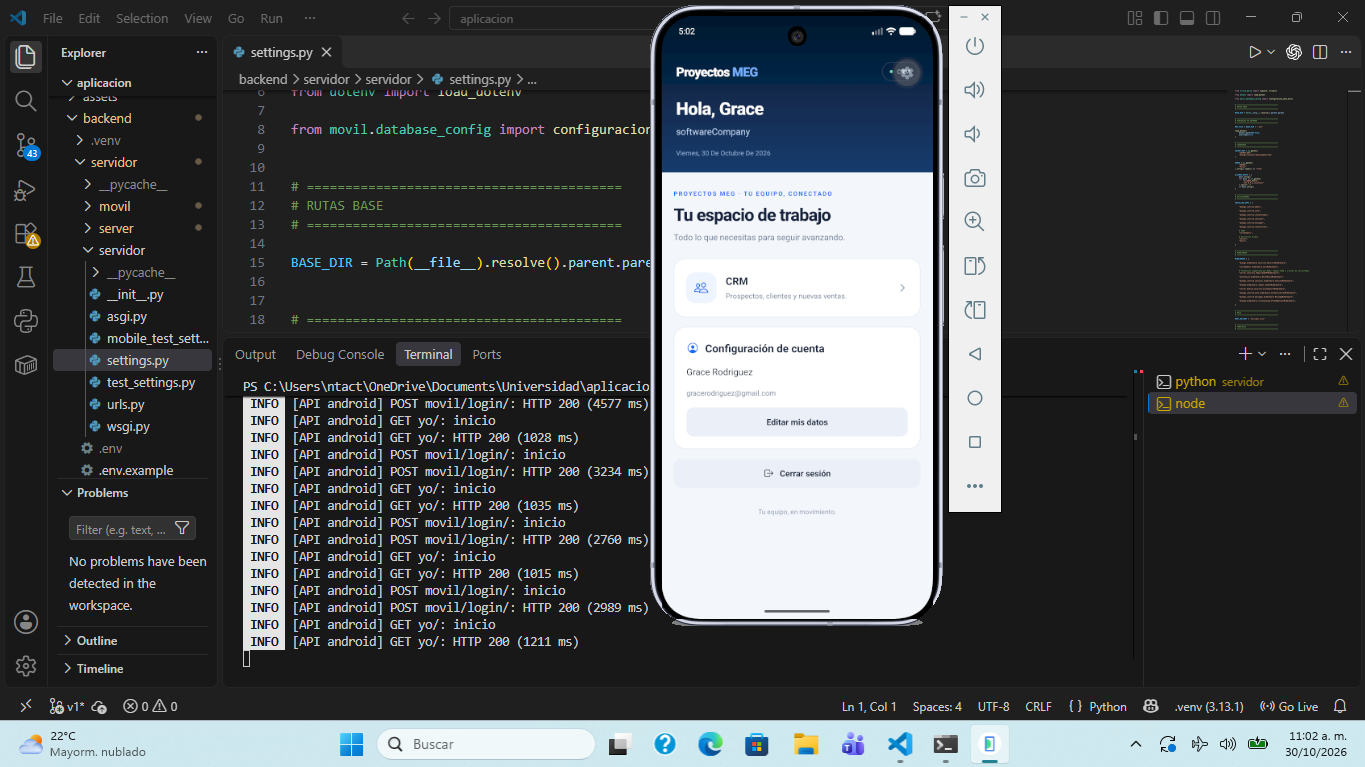 File Edit Selection View Go Run ···
aplicacion
Explorer ···
aplicacion
assets
backend
.venv
servidor
__pycache__
movil
server
servidor
__pycache__
__init__.py
asgi.py
mobile_test_sett...
settings.py
test_settings.py
urls.py
wsgi.py
.env
.env.example
Problems
Filter (e.g. text, ...
No problems have been
detected in the
workspace.
Outline
Timeline
43
settings.py
backend > servidor > servidor > settings.py > ...
6 from dotenv import load_dotenv
7
8 from movil.database_config import configuracion
9
10
11 # =========================================
12 # RUTAS BASE
13 # =========================================
14
15 BASE_DIR = Path(__file__).resolve().parent.pare
16
17
18 # =========================================
Output Debug Console Terminal Ports
PS C:\Users\ntact\OneDrive\Documents\Universidad\aplicacio
INFO [API android] POST movil/login/: HTTP 200 (4577 ms)
INFO [API android] GET yo/: inicio
INFO [API android] GET yo/: HTTP 200 (1028 ms)
INFO [API android] POST movil/login/: inicio
INFO [API android] POST movil/login/: HTTP 200 (3234 ms)
INFO [API android] GET yo/: inicio
INFO [API android] GET yo/: HTTP 200 (1035 ms)
INFO [API android] POST movil/login/: inicio
INFO [API android] POST movil/login/: HTTP 200 (2760 ms)
INFO [API android] GET yo/: inicio
INFO [API android] GET yo/: HTTP 200 (1015 ms)
INFO [API android] POST movil/login/: inicio
INFO [API android] POST movil/login/: HTTP 200 (2989 ms)
INFO [API android] GET yo/: inicio
INFO [API android] GET yo/: HTTP 200 (1211 ms)
python servidor
node
5:02
Proyectos MEG
Hola, Grace
softwareCompany
Viernes, 30 De Octubre De 2026
PROYECTOS MEG · TU EQUIPO, CONECTADO
Tu espacio de trabajo
Todo lo que necesitas para seguir avanzando.
CRM
Prospectos, clientes y nuevas ventas.
Configuración de cuenta
Grace Rodriguez
gracerodriguez@gmail.com
Editar mis datos
Cerrar sesión
Tu equipo, en movimiento.
v1* 0 0
Ln 1, Col 1 Spaces: 4 UTF-8 CRLF { } Python .venv (3.13.1) Go Live
22°C
Mayorm. nublado
Buscar
11:02 a. m.
30/10/2026